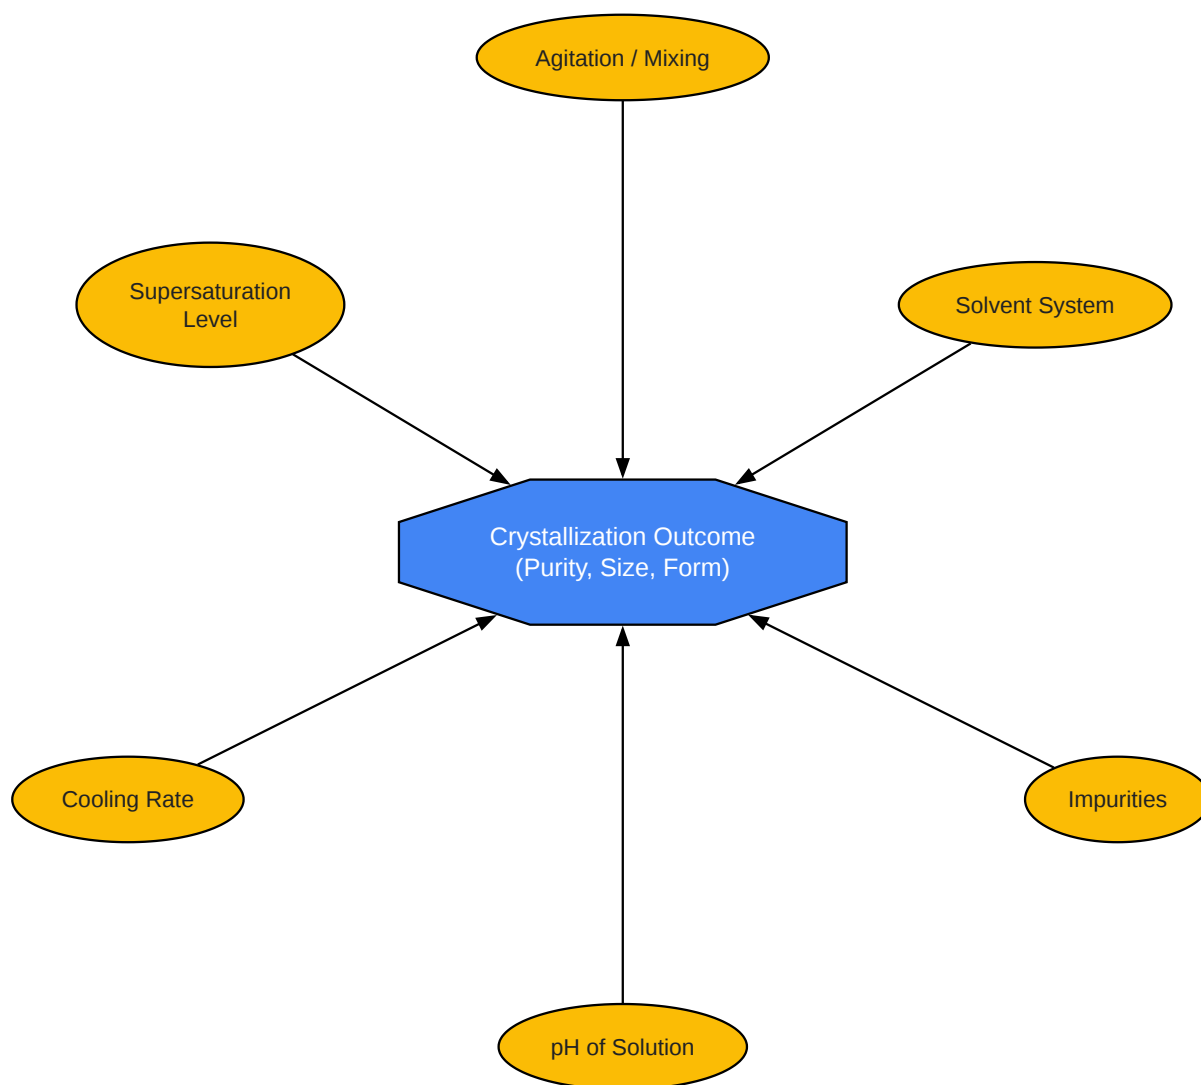 Agitation / Mixing
Supersaturation
Level
Solvent System
Crystallization Outcome
(Purity, Size, Form)
Cooling Rate
Impurities
pH of Solution